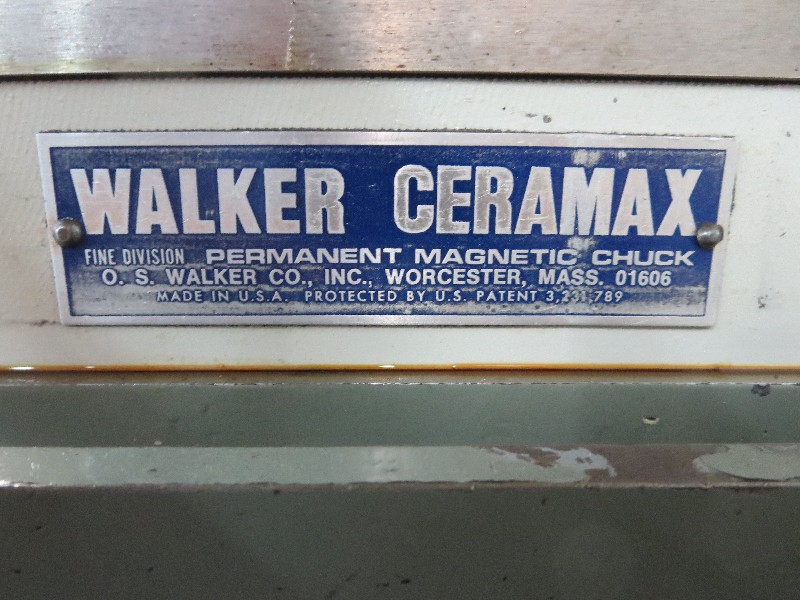 WALKER CERAMAX
FINE DIVISION PERMANENT MAGNETIC CHUCK
O. S. WALKER CO., INC., WORCESTER, MASS. 01606
MADE IN U.S.A. PROTECTED BY U.S. PATENT 3,231,789